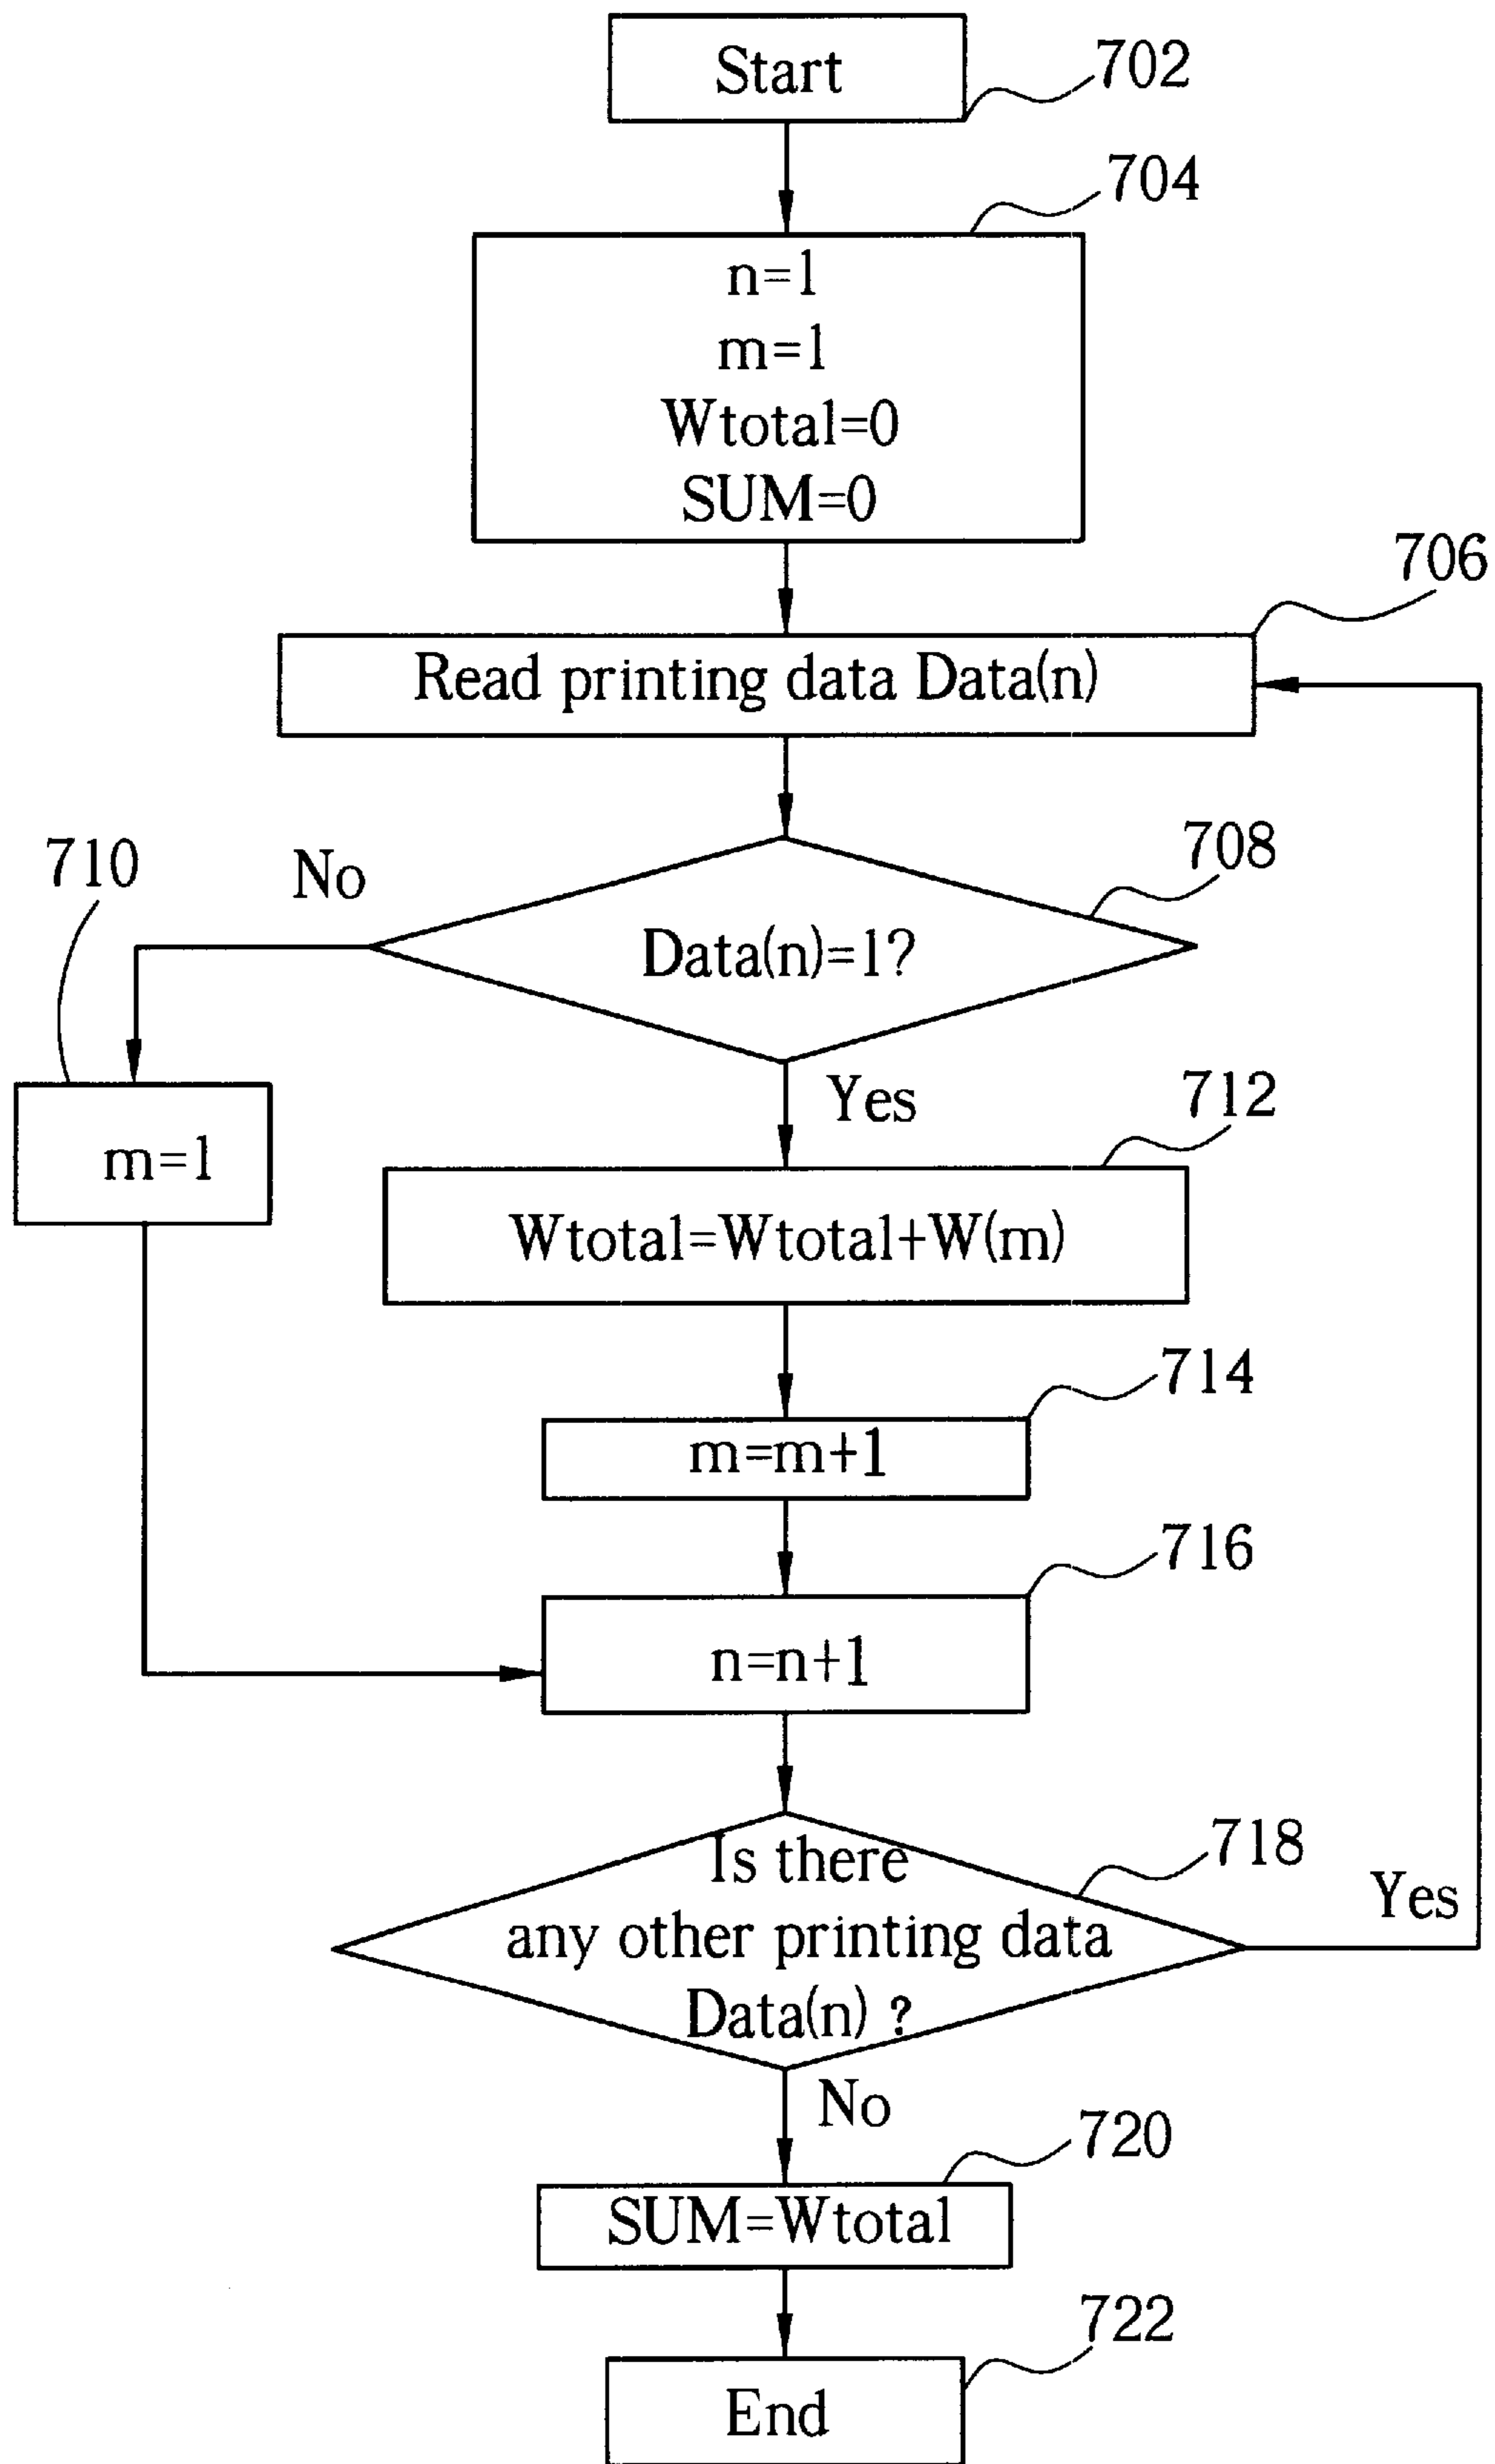 Start
702
704
n=1
m=1
Wtotal=0
SUM=0
706
Read printing data Data(n)
708
710
No
Data(n)=1?
Yes
712
m=1
Wtotal=Wtotal+W(m)
714
m=m+1
716
n=n+1
718
Is there
Yes
any other printing data
Data(n) ?
No
720
SUM=Wtotal
722
End